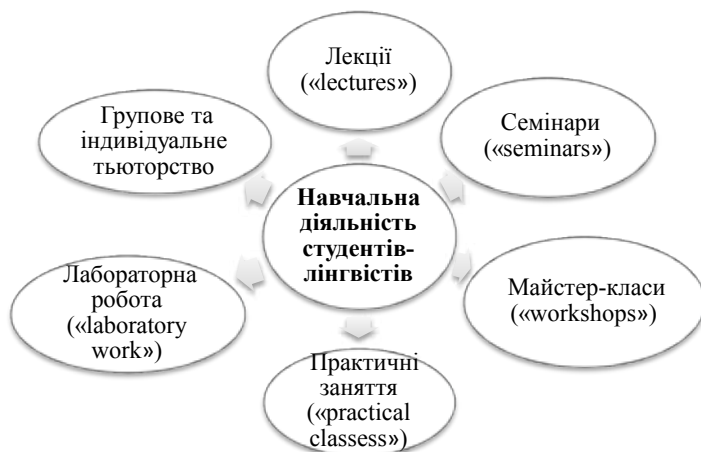 Лекції
(«lectures»)
Групове та
індивідуальне
тьюторство
Семінари
(«seminars»)
Навчальна
діяльність
студентів-
лінгвістів
Лабораторна
робота
(«laboratory
work»)
Майстер-класи
(«workshops»)
Практичні
заняття
(«practical
classess»)